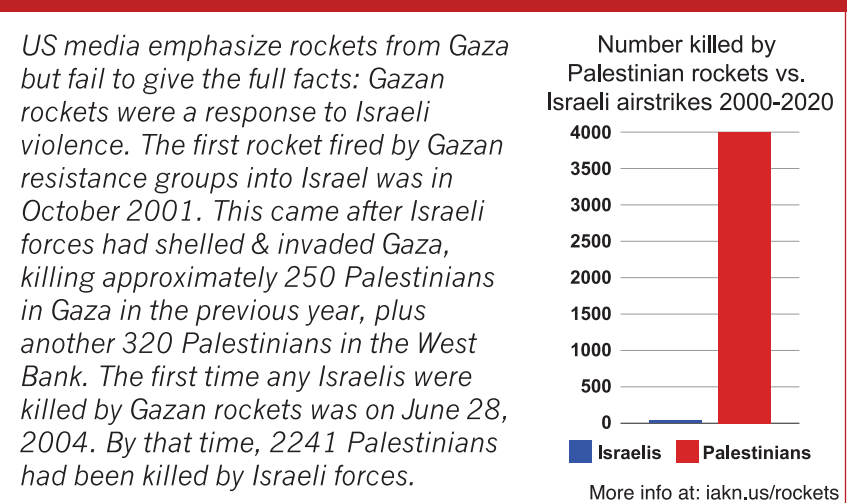 US media emphasize rockets from Gaza
but fail to give the full facts: Gazan
rockets were a response to Israeli
violence. The first rocket fired by Gazan
resistance groups into Israel was in
October 2001. This came after Israeli
forces had shelled & invaded Gaza,
killing approximately 250 Palestinians
in Gaza in the previous year, plus
another 320 Palestinians in the West
Bank. The first time any Israelis were
killed by Gazan rockets was on June 28,
2004. By that time, 2241 Palestinians
had been killed by Israeli forces.
Number killed by
Palestinian rockets vs.
Israeli airstrikes 2000-2020
4000
3500
3000
2500
2000
1500
1000
500
0
Israelis Palestinians
More info at: iakn.us/rockets